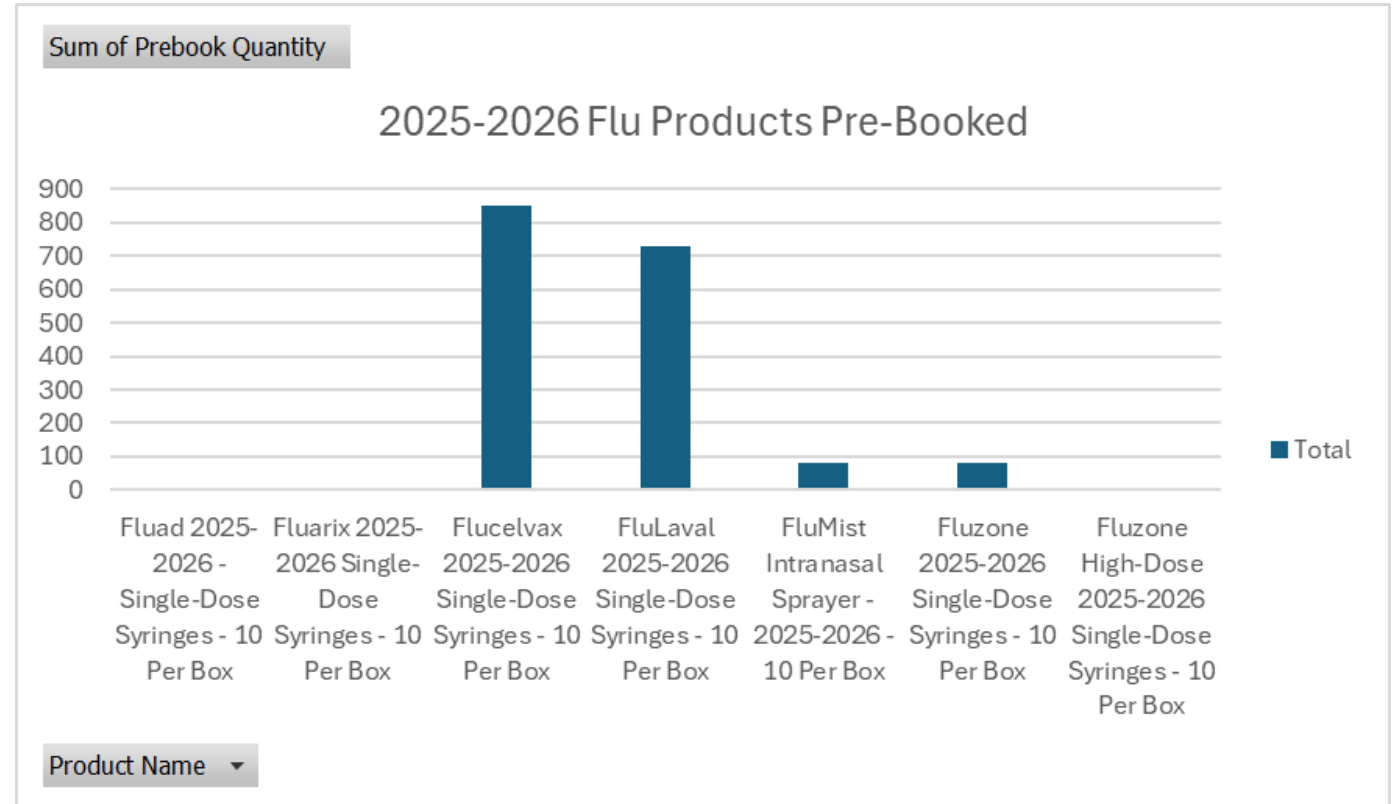 Sum of Prebook Quantity
2025-2026 Flu Products Pre-Booked
900
800
700
600
500
400
300
200
100
0
Total
Fluad 2025-
2026 -
Single-Dose
Syringes - 10
Per Box
Fluarix 2025-
2026 Single-
Dose
Syringes - 10
Per Box
Flucelvax
2025-2026
Single-Dose
Syringes - 10
Per Box
FluLaval
2025-2026
Single-Dose
Syringes - 10
Per Box
FluMist
Intranasal
Sprayer -
2025-2026 -
10 Per Box
Fluzone
2025-2026
Single-Dose
Syringes - 10
Per Box
Fluzone
High-Dose
2025-2026
Single-Dose
Syringes - 10
Per Box
Product Name